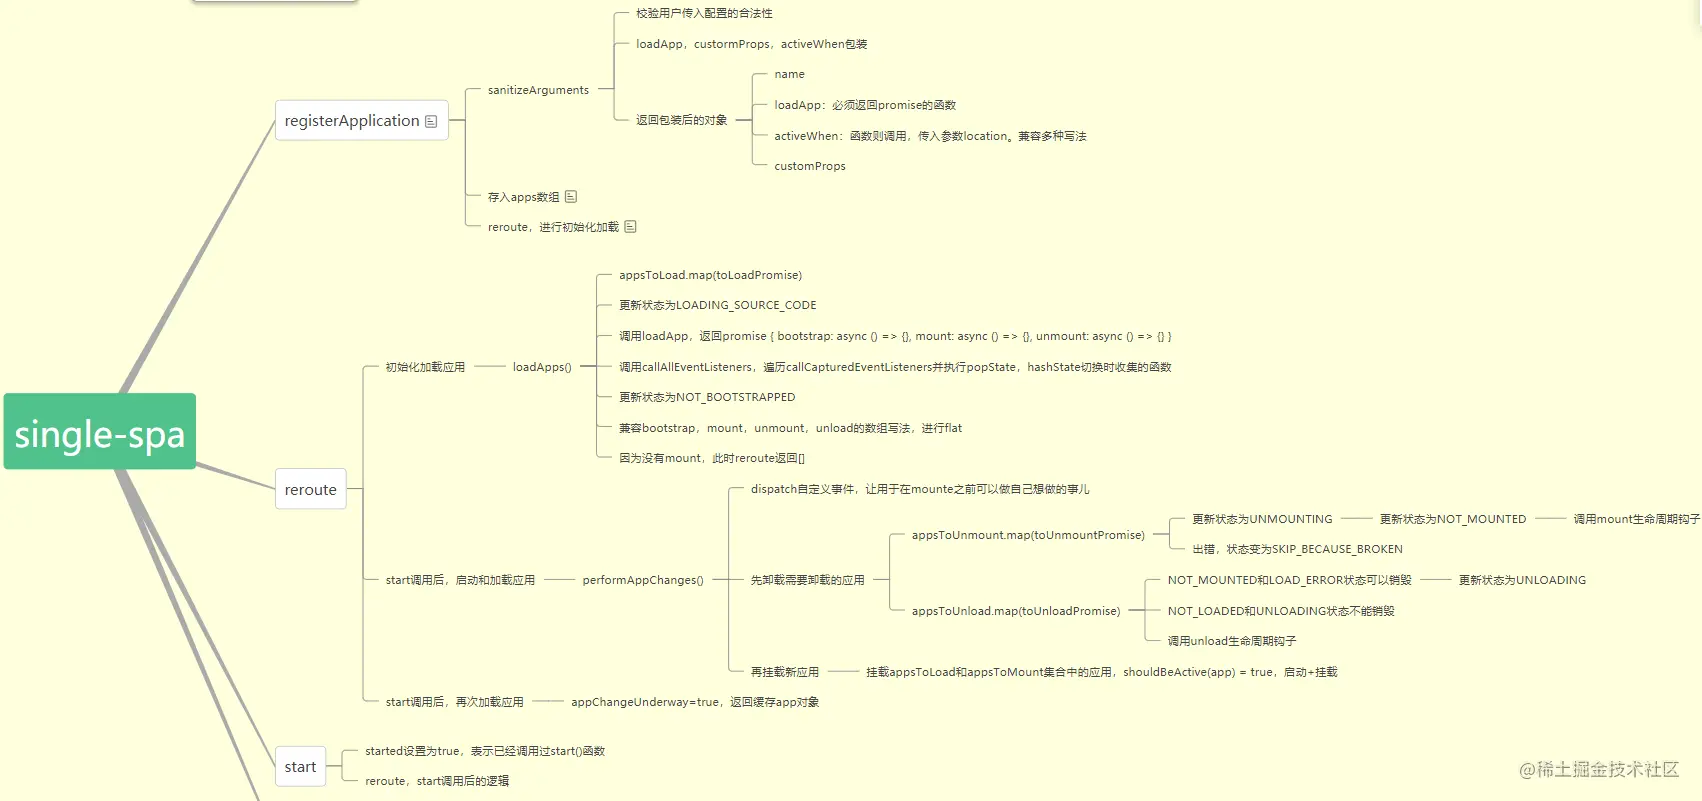 single-spa
registerApplication
sanitizeArguments
校验用户传入配置的合法性
loadApp，custormProps，activeWhen包装
返回包装后的对象
name
loadApp：必须返回promise的函数
activeWhen：函数则调用，传入参数location。兼容多种写法
customProps
存入apps数组
reroute，进行初始化加载
reroute
初始化加载应用
loadApps()
appsToLoad.map(toLoadPromise)
更新状态为LOADING_SOURCE_CODE
调用loadApp，返回promise { bootstrap: async () => {}, mount: async () => {}, unmount: async () => {} }
调用callAllEventListeners，遍历callCapturedEventListeners并执行popState，hashState切换时收集的函数
更新状态为NOT_BOOTSTRAPPED
兼容bootstrap，mount，unmount，unload的数组写法，进行flat
因为没有mount，此时reroute返回[]
start调用后，启动和加载应用
performAppChanges()
dispatch自定义事件，让用于在mounte之前可以做自己想做的事儿
先卸载需要卸载的应用
appsToUnmount.map(toUnmountPromise)
更新状态为UNMOUNTING
更新状态为NOT_MOUNTED
调用mount生命周期钩子
出错，状态变为SKIP_BECAUSE_BROKEN
appsToUnload.map(toUnloadPromise)
NOT_MOUNTED和LOAD_ERROR状态可以销毁
更新状态为UNLOADING
NOT_LOADED和UNLOADING状态不能销毁
调用unload生命周期钩子
再挂载新应用
挂载appsToLoad和appsToMount集合中的应用，shouldBeActive(app) = true，启动+挂载
start调用后，再次加载应用
appChangeUnderway=true，返回缓存app对象
start
started设置为true，表示已经调用过start()函数
reroute，start调用后的逻辑
@稀土掘金技术社区